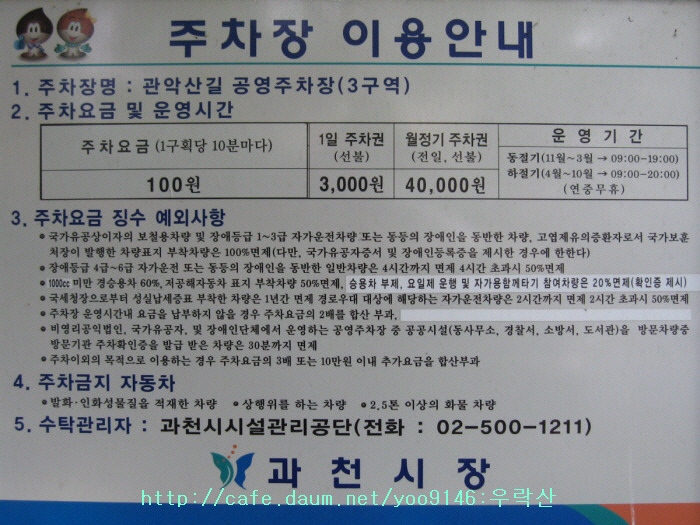 주차장 이용안내
1. 주차장명 : 관악산길 공영주차장(3구역)
2. 주차요금 및 운영시간
주차요금 (1구획당 10분마다)
1일 주차권
(선불)
월정기 주차권
(전일, 선불)
운 영 기 간
100원
3,000원
40,000원
동절기(11월~3월 → 09:00-19:00)
하절기(4월~10월 → 09:00-20:00)
(연중무휴)
3. 주차요금 징수 예외사항
• 국가유공상이자의 보철용차량 및 장애등급 1~3급 자가운전차량 또는 동등의 장애인을 동반한 차량, 고엽제유의증환자로서 국가보훈
처장이 발행한 차량표지 부착차량은 100%면제(다만, 국가유공자증서 및 장애인등록증을 제시한 경우에 한한다)
• 장애등급 4급~6급 자가운전 또는 동등의 장애인을 동반한 일반차량은 4시간까지 면제 4시간 초과시 50%면제
• 1000cc 미만 경승용차 60%, 저공해자동차 표지 부착차량 50%면제, 승용차 부제, 요일제 운행 및 자가용함께타기 참여차량은 20%면제(확인증 제시)
• 국세청장으로부터 성실납세증표 부착한 차량은 1년간 면제 경로우대 대상에 해당하는 자가운전차량은 2시간까지 면제 2시간 초과시 50%면제
• 주차장 운영시간내 요금을 납부하지 않을 경우 주차요금의 2배를 합산 부과,
• 비영리공익법인, 국가유공자, 및 장애인단체에서 운영하는 공영주차장 중 공공시설(동사무소, 경찰서, 소방서, 도서관)을 방문차량증
방문기관 주차확인증을 발급 받은 차량은 30분까지 면제
• 주차이외의 목적으로 이용하는 경우 주차요금의 3배 또는 10만원 이내 추가요금을 합산부과
4. 주차금지 자동차
• 발화·인화성물질을 적재한 차량 • 상행위를 하는 차량 • 2.5톤 이상의 화물 차량
5. 수탁관리자 : 과천시시설관리공단(전화 : 02-500-1211)
과천시장
http://cafe.daum.net/yoo9146:우락산